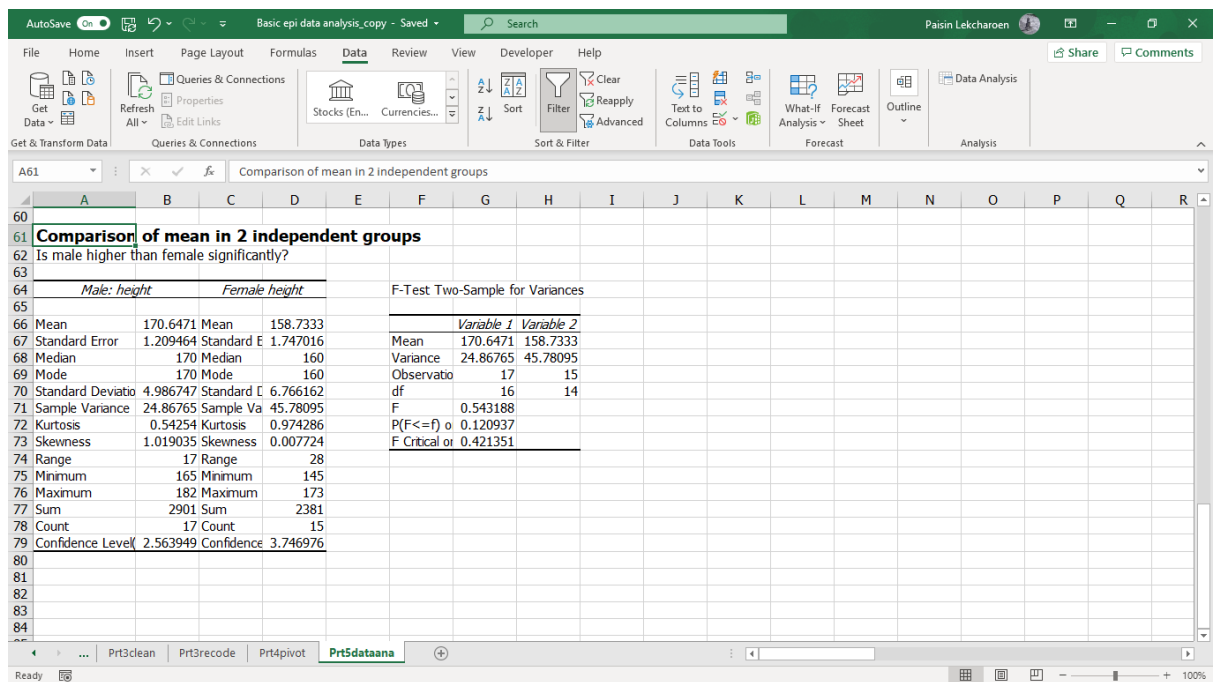 AutoSave On Basic epi data analysis_copy - Saved Search Paisin Lekcharoen
File Home Insert Page Layout Formulas Data Review View Developer Help Share Comments
Get Data Refresh All Queries & Connections Properties Edit Links Stocks (En... Currencies... Sort Filter Clear Reapply Advanced Text to Columns What-If Analysis Forecast Sheet Outline Data Analysis
Get & Transform Data Queries & Connections Data Types Sort & Filter Data Tools Forecast Analysis
A61 fx Comparison of mean in 2 independent groups
A B C D E F G H I J K L M N O P Q R
60
61 Comparison of mean in 2 independent groups
62 Is male higher than female significantly?
63
64 Male: height Female height F-Test Two-Sample for Variances
65
66 Mean 170.6471 Mean 158.7333 Variable 1 Variable 2
67 Standard Error 1.209464 Standard E 1.747016 Mean 170.6471 158.7333
68 Median 170 Median 160 Variance 24.86765 45.78095
69 Mode 170 Mode 160 Observatio 17 15
70 Standard Deviatio 4.986747 Standard D 6.766162 df 16 14
71 Sample Variance 24.86765 Sample Va 45.78095 F 0.543188
72 Kurtosis 0.54254 Kurtosis 0.974286 P(F<=f) o 0.120937
73 Skewness 1.019035 Skewness 0.007724 F Critical or 0.421351
74 Range 17 Range 28
75 Minimum 165 Minimum 145
76 Maximum 182 Maximum 173
77 Sum 2901 Sum 2381
78 Count 17 Count 15
79 Confidence Level( 2.563949 Confidence 3.746976
80
81
82
83
84
... Prt3clean Prt3recode Prt4pivot Prt5dataana
Ready 100%